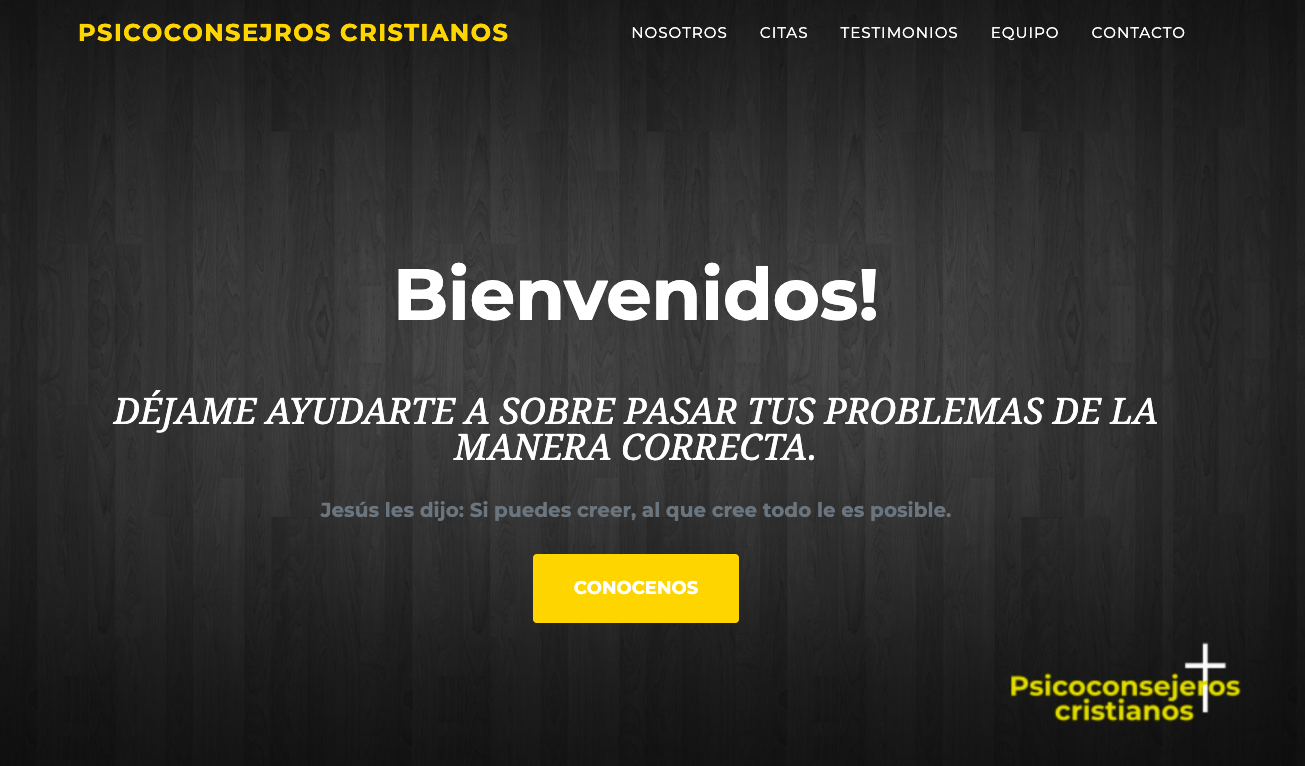 PSICOCONSEJROS CRISTIANOS
NOSOTROS CITAS TESTIMONIOS EQUIPO CONTACTO
Bienvenidos!
DÉJAME AYUDARTE A SOBRE PASAR TUS PROBLEMAS DE LA
MANERA CORRECTA.
Jesús les dijo: Si puedes creer, al que cree todo le es posible.
CONOCENOS
Psicoconsejeros
cristianos